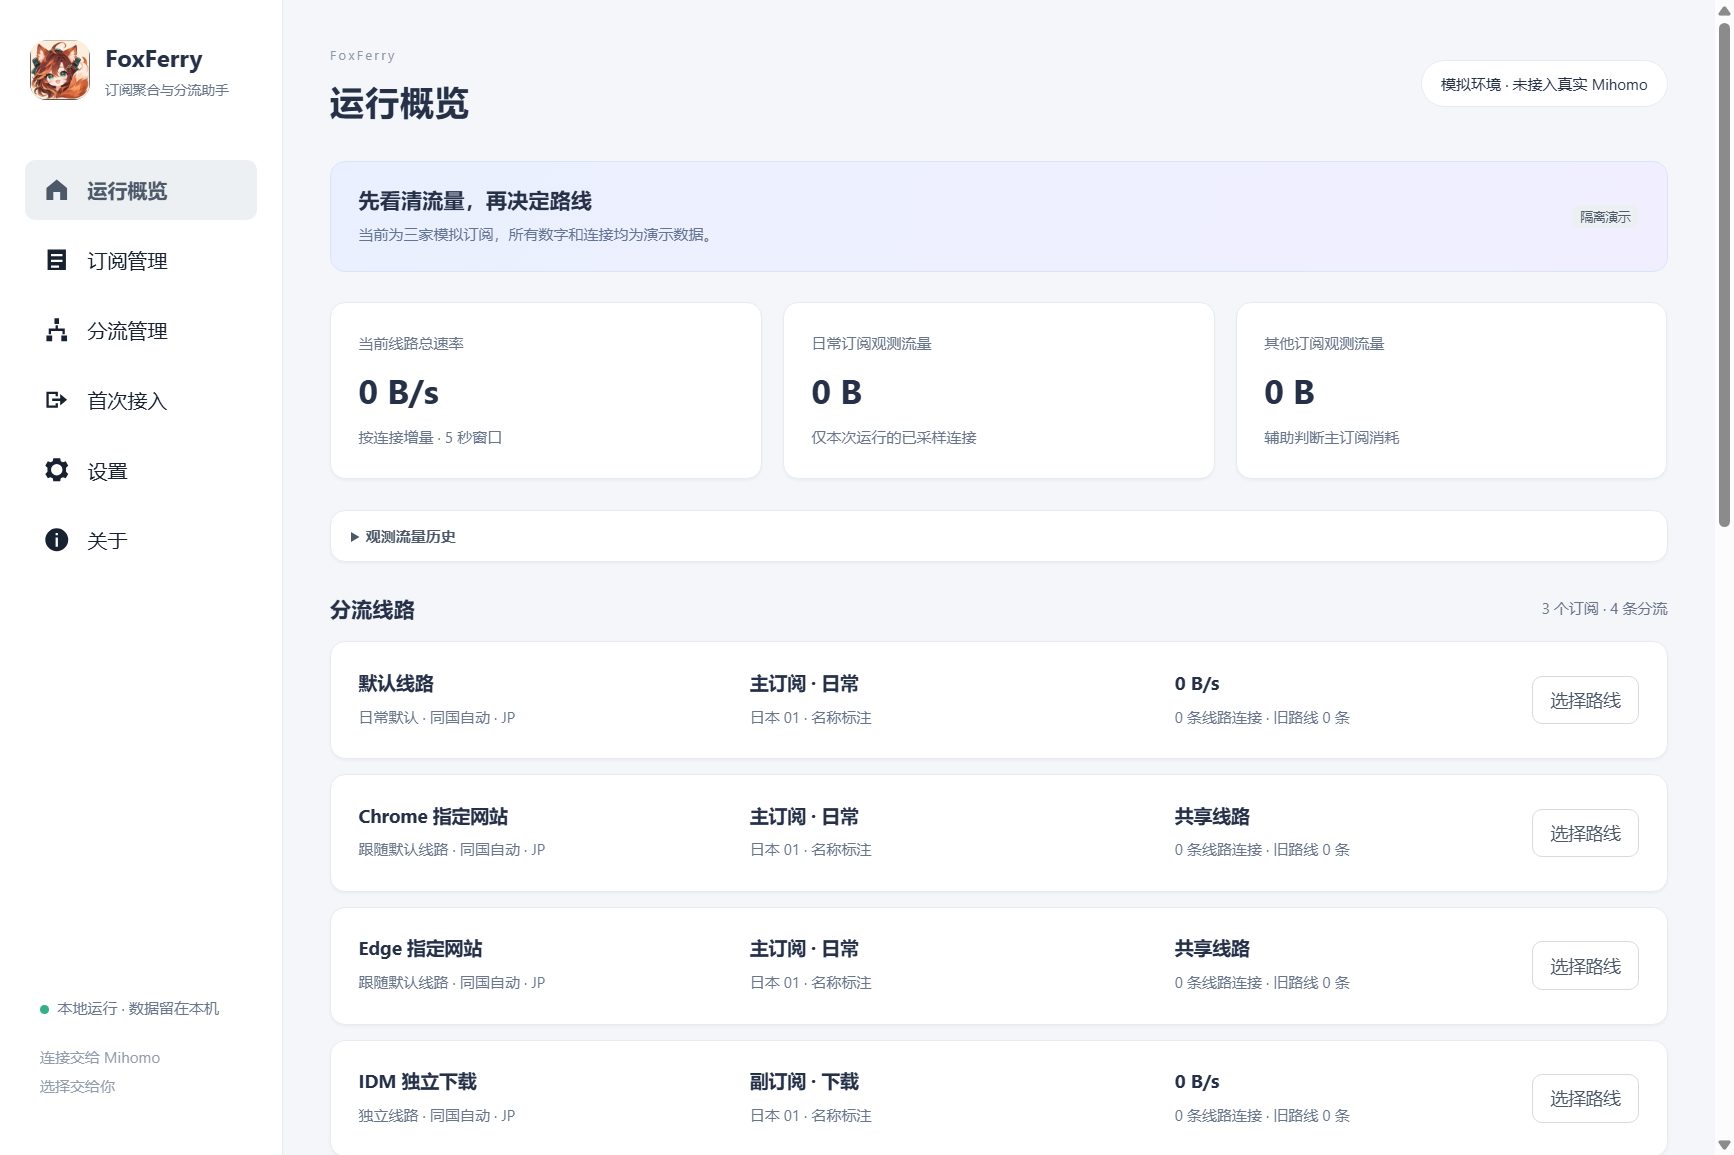 FoxFerry
订阅聚合与分流助手
运行概览
订阅管理
分流管理
首次接入
设置
关于
本地运行 · 数据留在本机
连接交给 Mihomo
选择交给你
FoxFerry
运行概览
模拟环境 · 未接入真实 Mihomo
先看清流量，再决定路线
当前为三家模拟订阅，所有数字和连接均为演示数据。
隔离演示
当前线路总速率
0 B/s
按连接增量 · 5 秒窗口
日常订阅观测流量
0 B
仅本次运行的已采样连接
其他订阅观测流量
0 B
辅助判断主订阅消耗
观测流量历史
分流线路
3 个订阅 · 4 条分流
默认线路
日常默认 · 同国自动 · JP
主订阅 · 日常
日本 01 · 名称标注
0 B/s
0 条线路连接 · 旧路线 0 条
选择路线
Chrome 指定网站
跟随默认线路 · 同国自动 · JP
主订阅 · 日常
日本 01 · 名称标注
共享线路
0 条线路连接 · 旧路线 0 条
选择路线
Edge 指定网站
跟随默认线路 · 同国自动 · JP
主订阅 · 日常
日本 01 · 名称标注
共享线路
0 条线路连接 · 旧路线 0 条
选择路线
IDM 独立下载
独立线路 · 同国自动 · JP
副订阅 · 下载
日本 01 · 名称标注
0 B/s
0 条线路连接 · 旧路线 0 条
选择路线